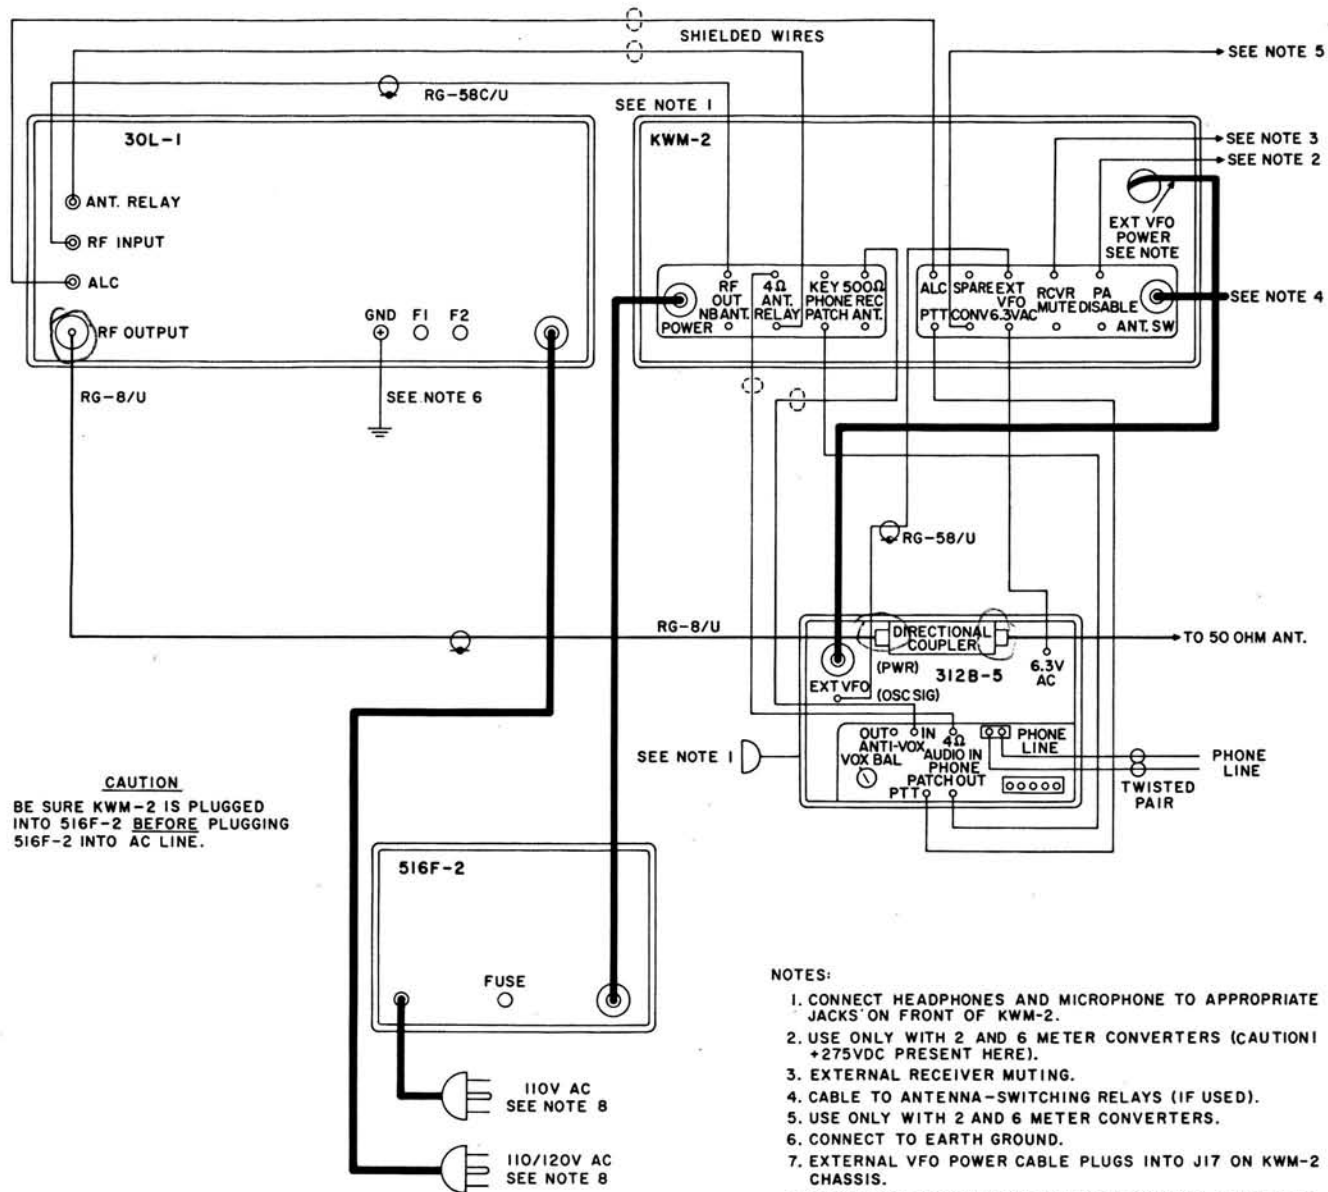 SHIELDED WIRES
SEE NOTE 5
RG-58C/U
SEE NOTE 1
30L-1
KWM-2
SEE NOTE 3
SEE NOTE 2
ANT. RELAY
RF INPUT
ALC
RF OUTPUT
GND F1 F2
EXT VFO
POWER
SEE NOTE
RF
OUT
NB ANT.
POWER
4Ω
ANT.
RELAY
KEY
PHONE
PATCH
500Ω
REC
ANT.
ALC
PTT
SPARE
CONV
EXT
VFO
6.3VAC
RCVR
MUTE
PA
DISABLE
ANT. SW
SEE NOTE 4
RG-8/U
SEE NOTE 6
RG-58/U
RG-8/U
DIRECTIONAL
COUPLER
TO 50 OHM ANT.
(PWR)
312B-5
6.3V
AC
EXT VFO
(OSC SIG)
SEE NOTE 1
OUT IN
ANTI-VOX
VOX BAL
4Ω
AUDIO IN
PHONE
PATCH OUT
PTT
PHONE
LINE
PHONE
LINE
TWISTED
PAIR
CAUTION
BE SURE KWM-2 IS PLUGGED
INTO 516F-2 BEFORE PLUGGING
516F-2 INTO AC LINE.
516F-2
FUSE
110V AC
SEE NOTE 8
110/120V AC
SEE NOTE 8
NOTES:
1. CONNECT HEADPHONES AND MICROPHONE TO APPROPRIATE
JACKS ON FRONT OF KWM-2.
2. USE ONLY WITH 2 AND 6 METER CONVERTERS (CAUTION!
+275VDC PRESENT HERE).
3. EXTERNAL RECEIVER MUTING.
4. CABLE TO ANTENNA-SWITCHING RELAYS (IF USED).
5. USE ONLY WITH 2 AND 6 METER CONVERTERS.
6. CONNECT TO EARTH GROUND.
7. EXTERNAL VFO POWER CABLE PLUGS INTO J17 ON KWM-2
CHASSIS.